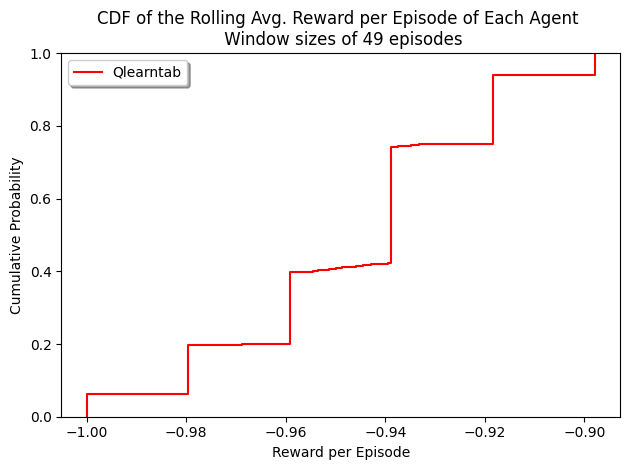 CDF of the Rolling Avg. Reward per Episode of Each Agent
Window sizes of 49 episodes
Qlearntab
Cumulative Probability
1.0
0.8
0.6
0.4
0.2
0.0
−1.00 −0.98 −0.96 −0.94 −0.92 −0.90
Reward per Episode